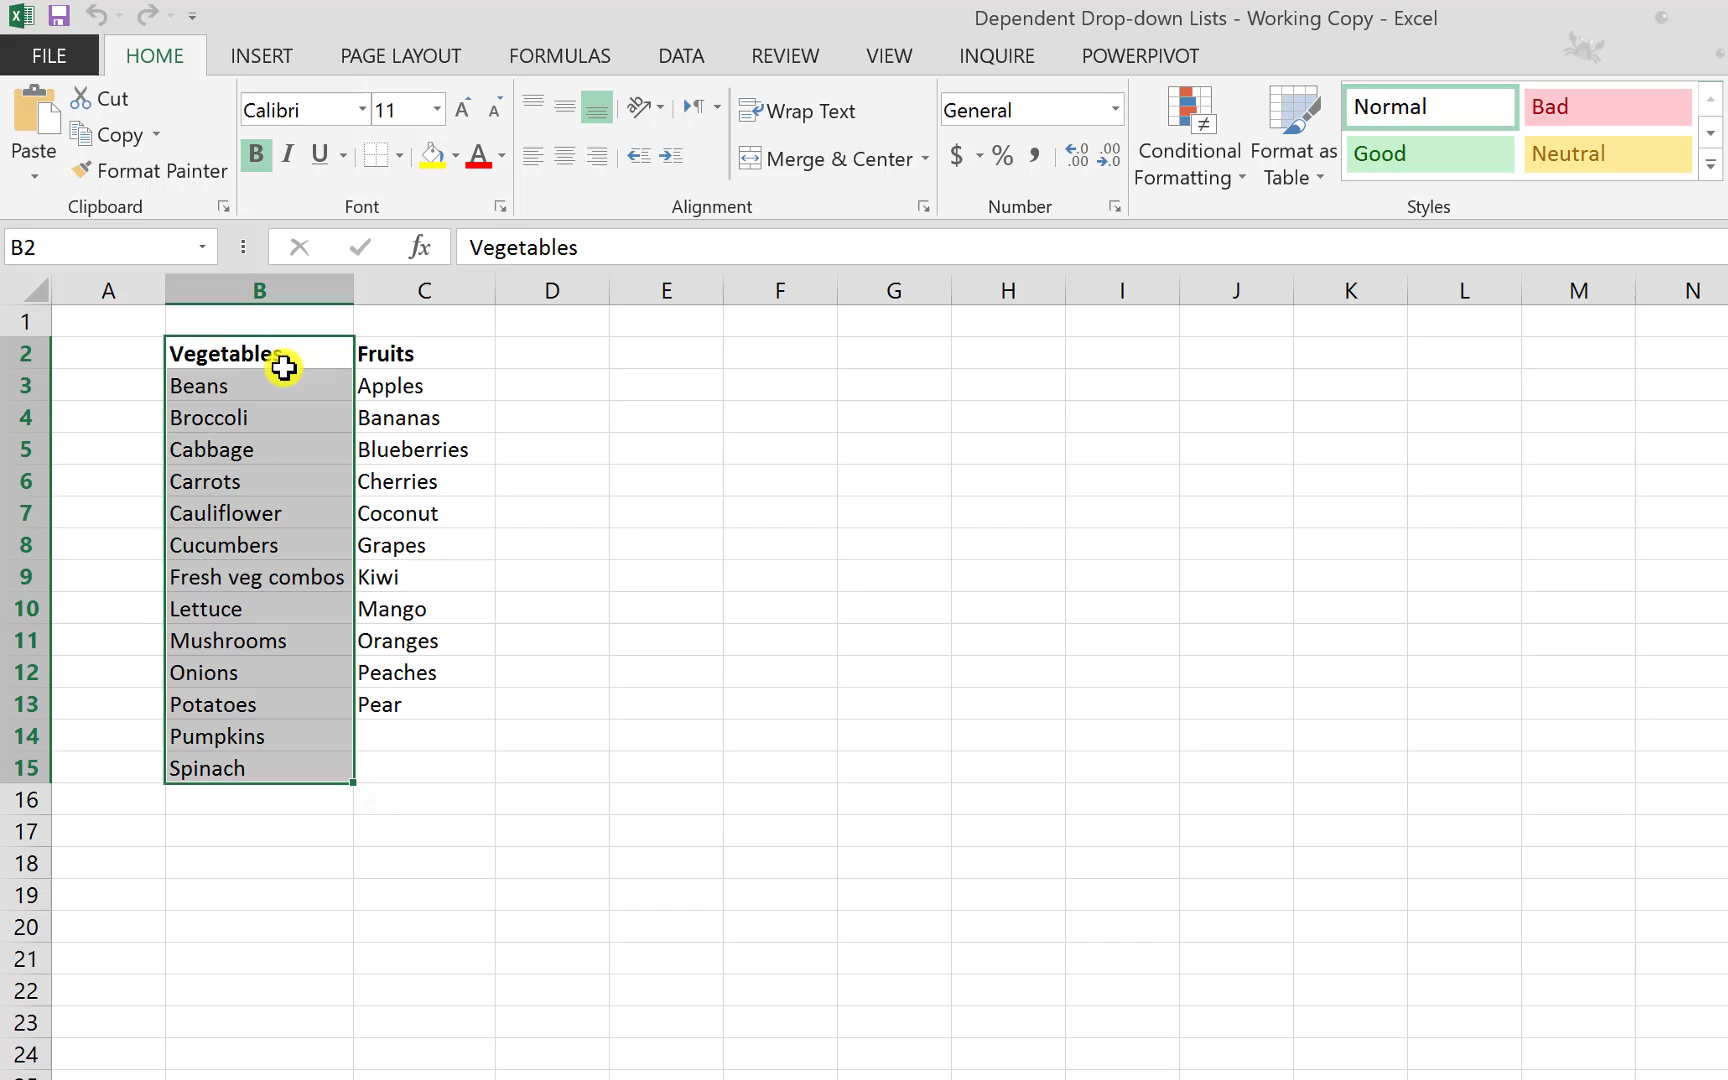 Dependent Drop-down Lists - Working Copy - Excel
FILE HOME INSERT PAGE LAYOUT FORMULAS DATA REVIEW VIEW INQUIRE POWERPIVOT
Paste
Cut
Copy
Format Painter
Clipboard
Calibri 11
B I U
Font
Wrap Text
Merge & Center
Alignment
General
$ % ,
Number
Conditional Formatting
Format as Table
Normal Bad
Good Neutral
Styles
B2 fx Vegetables
A B C D E F G H I J K L M N
1
2 Vegetables Fruits
3 Beans Apples
4 Broccoli Bananas
5 Cabbage Blueberries
6 Carrots Cherries
7 Cauliflower Coconut
8 Cucumbers Grapes
9 Fresh veg combos Kiwi
10 Lettuce Mango
11 Mushrooms Oranges
12 Onions Peaches
13 Potatoes Pear
14 Pumpkins
15 Spinach
16
17
18
19
20
21
22
23
24